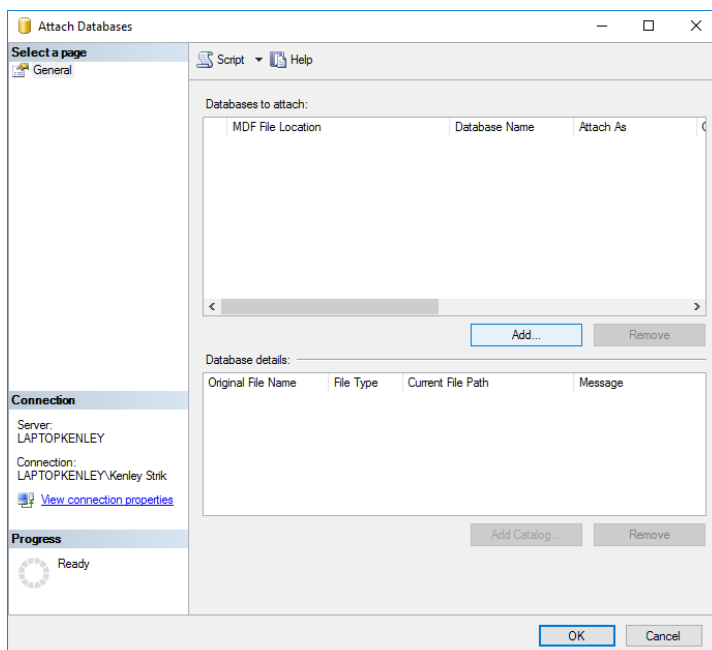 Attach Databases
Select a page
General
Script Help
Databases to attach:
MDF File Location Database Name Attach As
Add... Remove
Database details:
Original File Name File Type Current File Path Message
Add Catalog... Remove
Connection
Server:
LAPTOPKENLEY
Connection:
LAPTOPKENLEY\Kenley Strik
View connection properties
Progress
Ready
OK Cancel